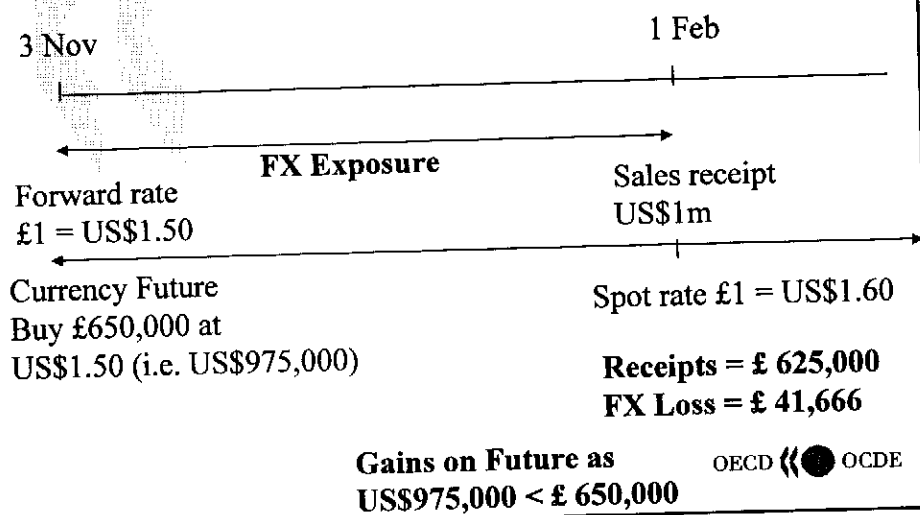 3 Nov
1 Feb
FX Exposure
Forward rate
£1 = US$1.50
Sales receipt
US$1m
Currency Future
Buy £650,000 at
US$1.50 (i.e. US$975,000)
Spot rate £1 = US$1.60
Receipts = £ 625,000
FX Loss = £ 41,666
Gains on Future as
US$975,000 < £ 650,000
OECD OCDE